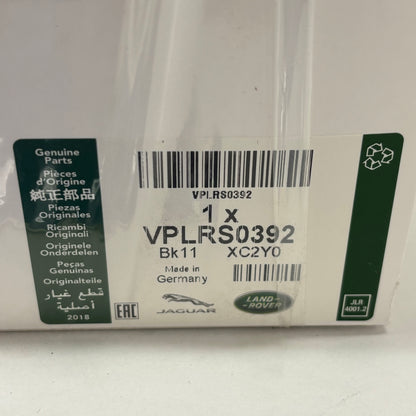 Genuine
Parts
Pièces
d'Origine
純正部品
Piezas
Originales
Ricambi
Originali
Originele
Onderdelen
Peças
Genuinas
Originalteile
قطع غيار
أصلية
2018
VPLRS0392
1 x
VPLRS0392
Bk11 XC2Y0
Made in
Germany
EAC
JAGUAR
LAND-
ROVER
JLR
4001.2